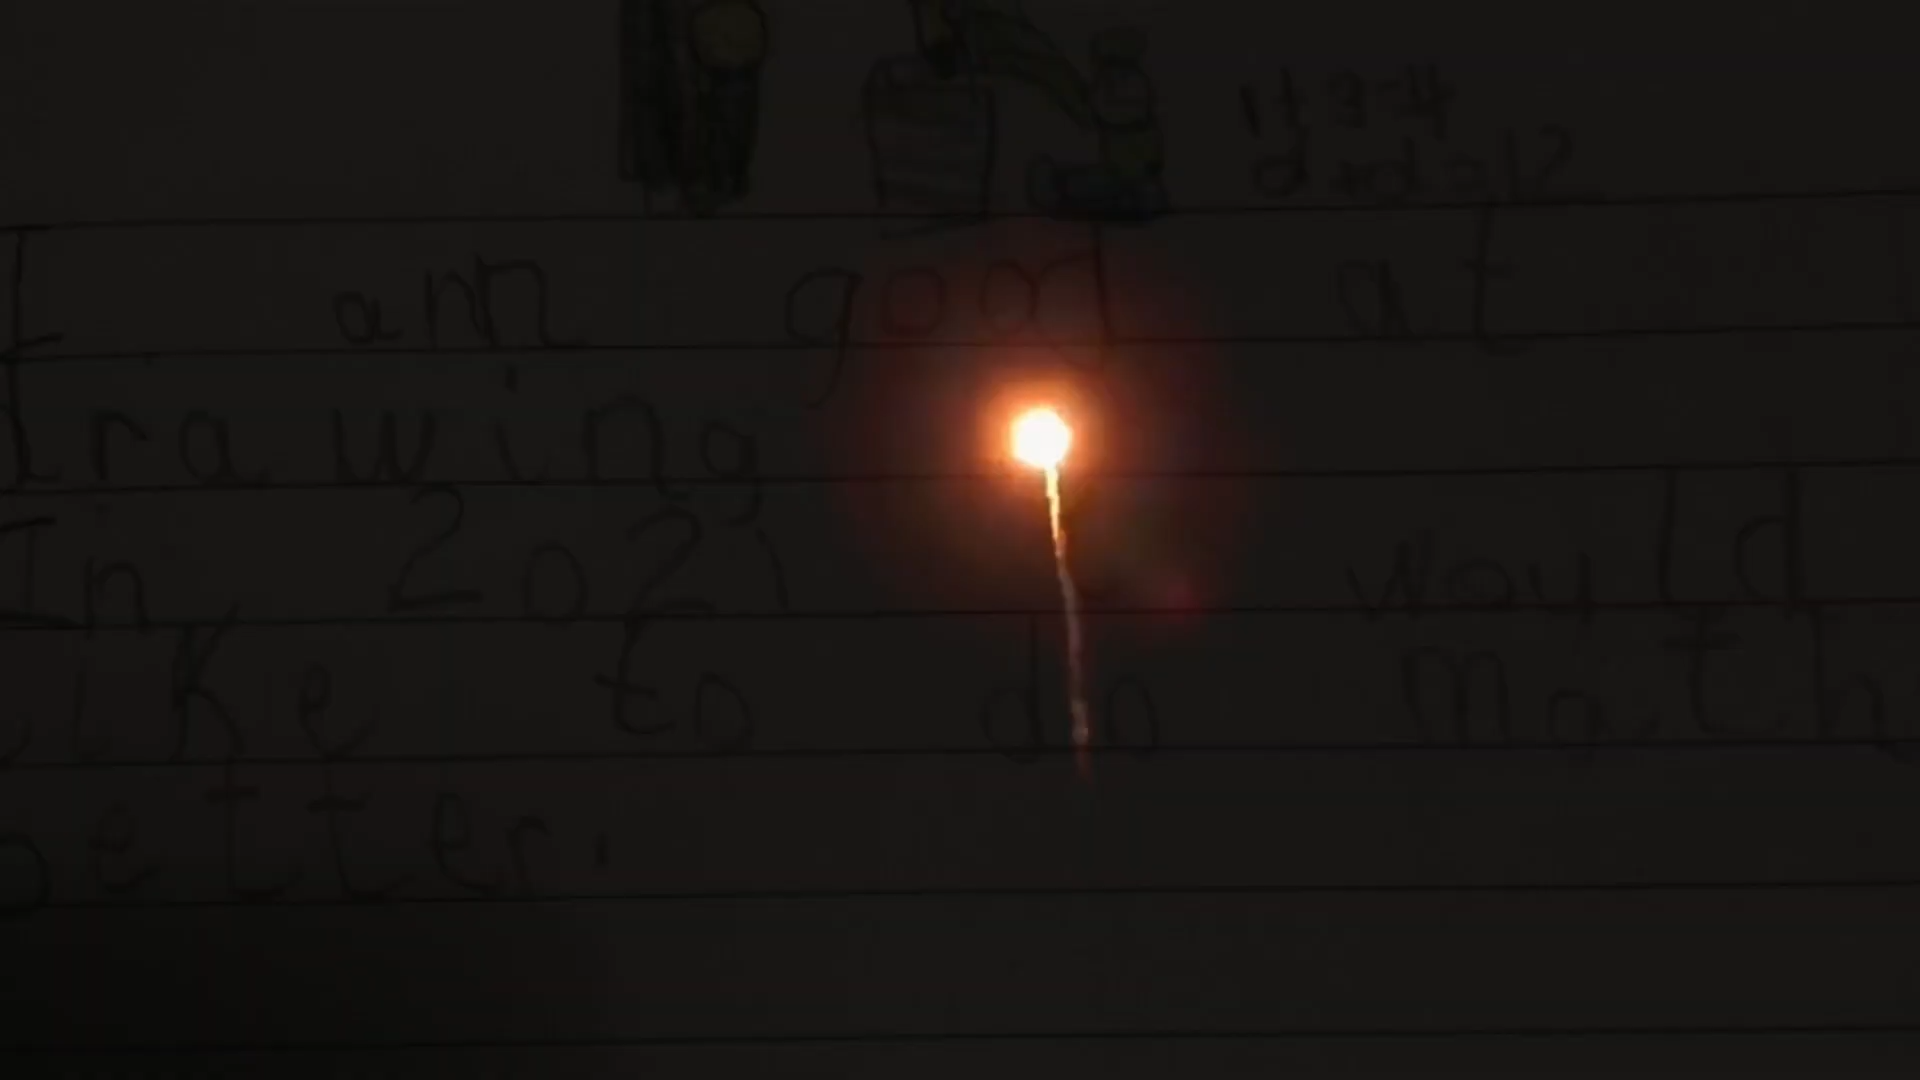 I am good at
drawing
In 2021 I would
like to do math
better.